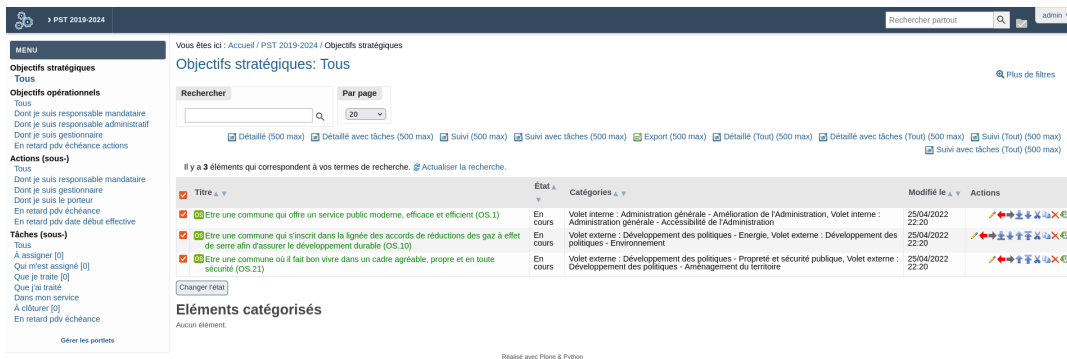 › PST 2019-2024
Rechercher partout
admin
MENU
Objectifs stratégiques
Tous
Objectifs opérationnels
Tous
Dont je suis responsable mandataire
Dont je suis responsable administratif
Dont je suis gestionnaire
En retard pdv échéance actions
Actions (sous-)
Tous
Dont je suis responsable mandataire
Dont je suis gestionnaire
Dont je suis le porteur
En retard pdv échéance
En retard pdv date début effective
Tâches (sous-)
Tous
À assigner [0]
Qui m'est assigné [0]
Que je traite [0]
Que j'ai traité
Dans mon service
À clôturer [0]
En retard pdv échéance
Gérer les portlets
Vous êtes ici : Accueil / PST 2019-2024 / Objectifs stratégiques
Objectifs stratégiques: Tous
Plus de filtres
Rechercher
Par page
20
Détaillé (500 max) Détaillé avec tâches (500 max) Suivi (500 max) Suivi avec tâches (500 max) Export (500 max) Détaillé (Tout) (500 max) Détaillé avec tâches (Tout) (500 max) Suivi (Tout) (500 max)
Suivi avec tâches (Tout) (500 max)
Il y a 3 éléments qui correspondent à vos termes de recherche. Actualiser la recherche.
Titre État Catégories Modifié le Actions
OS Etre une commune qui offre un service public moderne, efficace et efficient (OS.1)
En cours
Volet interne : Administration générale - Amélioration de l'Administration, Volet interne :
Administration générale - Accessibilité de l'Administration
25/04/2022
22:20
OS Etre une commune qui s'inscrit dans la lignée des accords de réductions des gaz à effet
de serre afin d'assurer le développement durable (OS.10)
En cours
Volet externe : Développement des politiques - Energie, Volet externe : Développement des
politiques - Environnement
25/04/2022
22:20
OS Etre une commune où il fait bon vivre dans un cadre agréable, propre et en toute
sécurité (OS.21)
En cours
Volet externe : Développement des politiques - Propreté et sécurité publique, Volet externe :
Développement des politiques - Aménagement du territoire
25/04/2022
22:20
Changer l'état
Eléments catégorisés
Aucun élément.
Réalisé avec Plone & Python